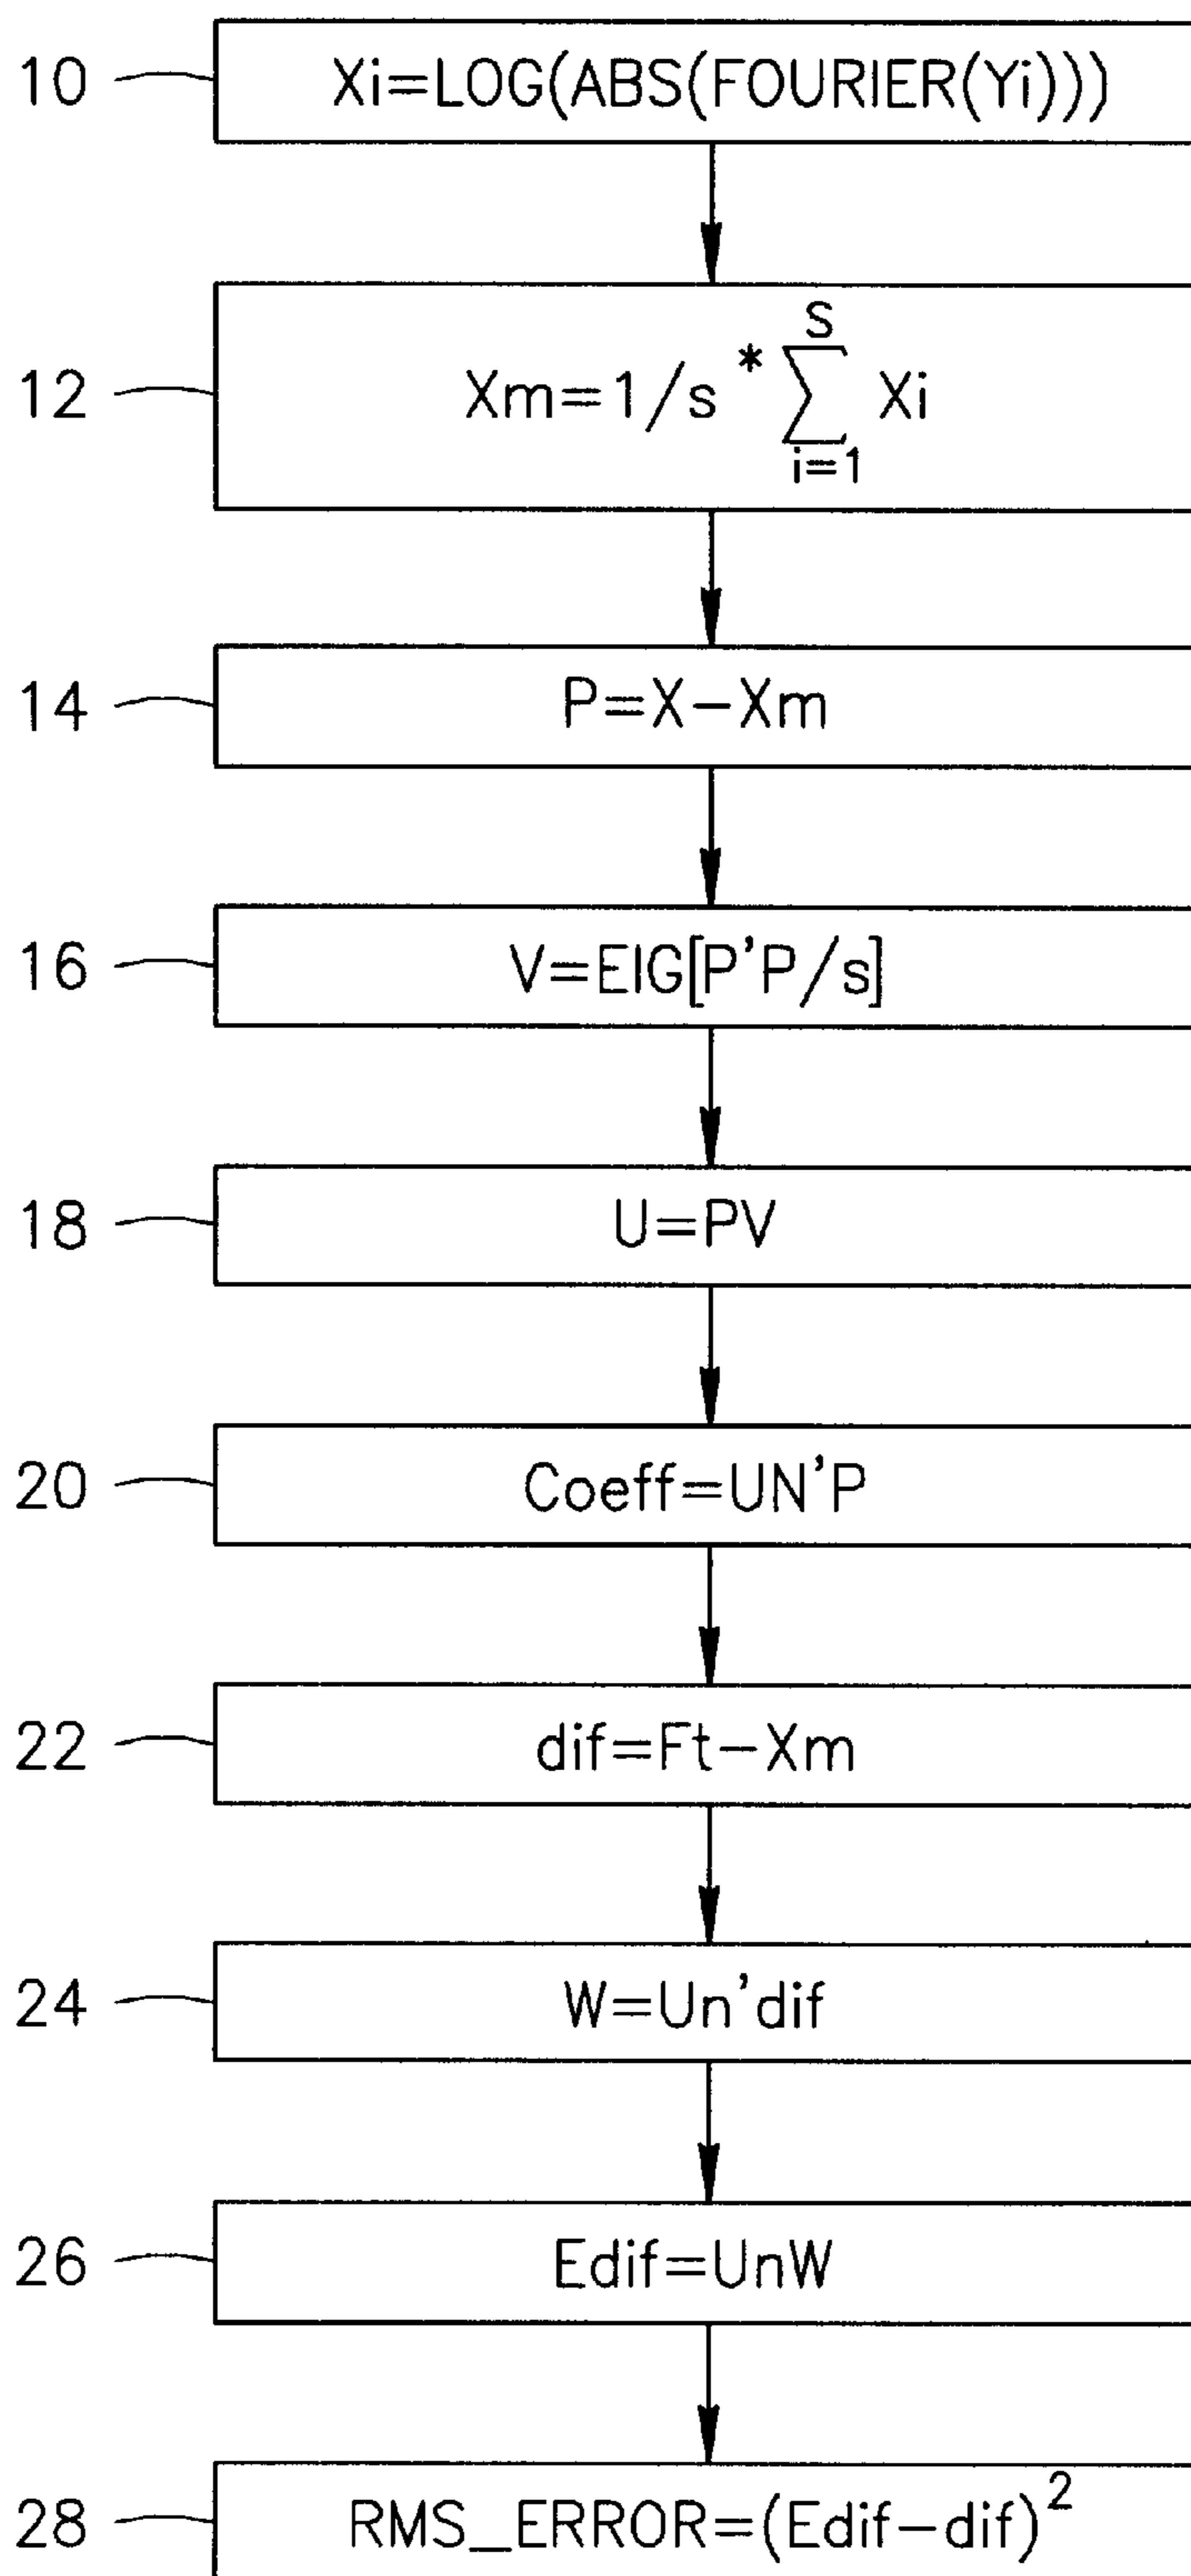 10 Xi=LOG(ABS(FOURIER(Yi)))
12 Xm=1/s * S∑i=1 Xi
14 P=X−Xm
16 V=EIG[P'P/s]
18 U=PV
20 Coeff=UN'P
22 dif=Ft−Xm
24 W=Un'dif
26 Edif=UnW
28 RMS_ERROR=(Edif−dif)²